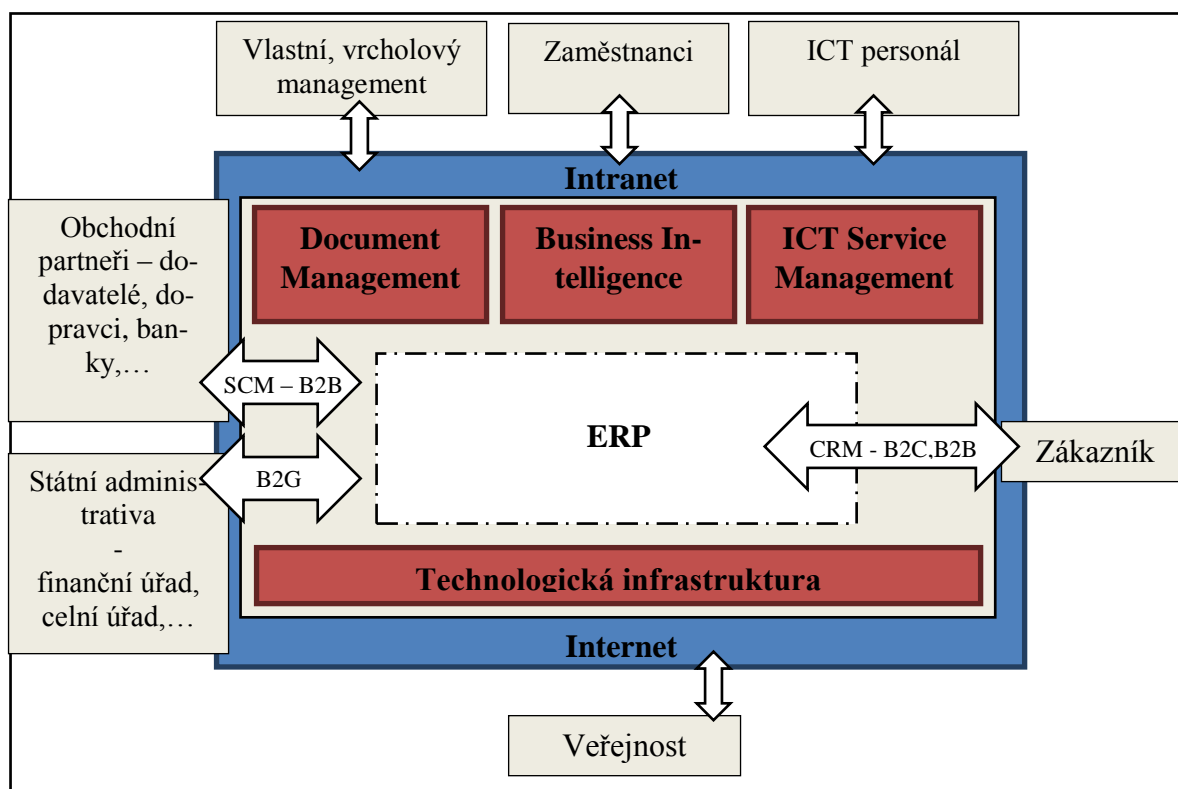 Vlastní, vrcholový
management
Zaměstnanci
ICT personál
Intranet
Obchodní
partneři – do-
davatelé, do-
pravci, ban-
ky,…
Document
Management
Business In-
telligence
ICT Service
Management
SCM – B2B
ERP
CRM - B2C,B2B
Zákazník
B2G
Státní adminis-
trativa
-
finanční úřad,
celní úřad,…
Technologická infrastruktura
Internet
Veřejnost